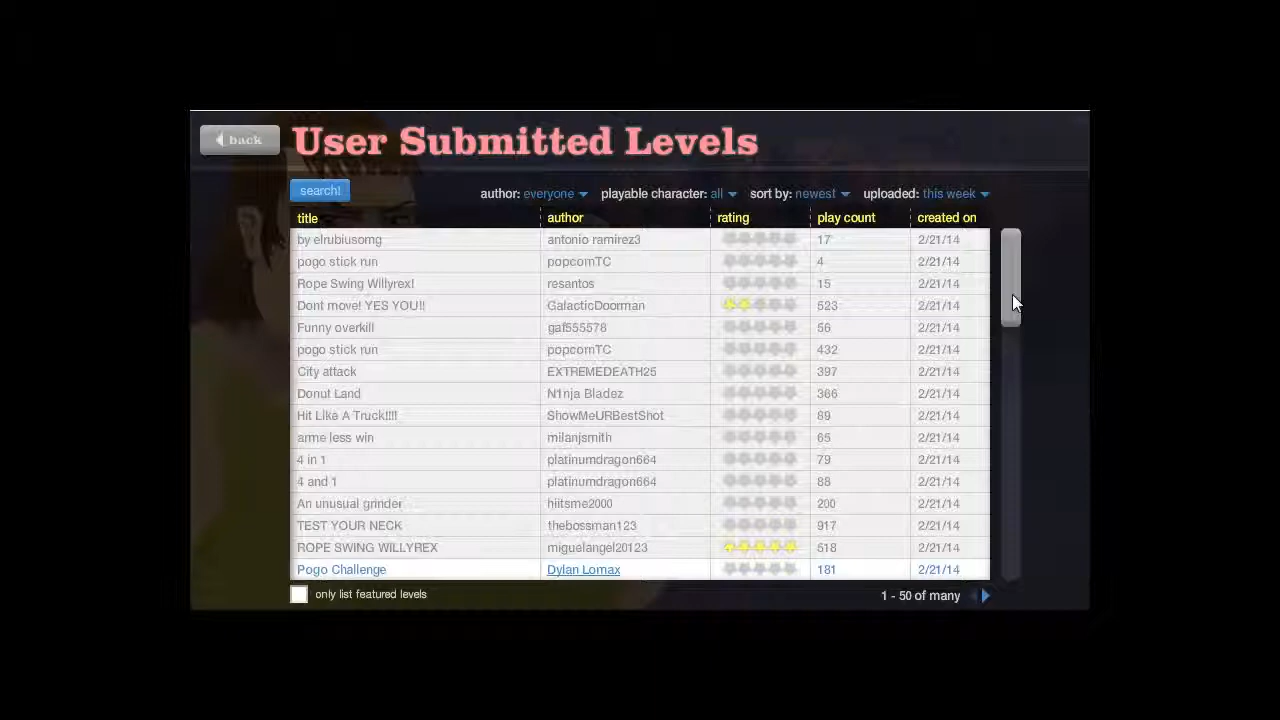 back
User Submitted Levels
search!
author: everyone playable character: all sort by: newest uploaded: this week
title author rating play count created on
by elrubiusomg antonio ramirez3 17 2/21/14
pogo stick run popcornTC 4 2/21/14
Rope Swing Willyrex! resantos 15 2/21/14
Dont move! YES YOU!! GalacticDoorman 523 2/21/14
Funny overkill gaf555578 56 2/21/14
pogo stick run popcornTC 432 2/21/14
City attack EXTREMEDEATH25 397 2/21/14
Donut Land N1nja Bladez 366 2/21/14
Hit Like A Truck!!!! ShowMeURBestShot 89 2/21/14
arme less win milanjsmith 65 2/21/14
4 in 1 platinumdragon664 79 2/21/14
4 and 1 platinumdragon664 88 2/21/14
An unusual grinder hiitsme2000 200 2/21/14
TEST YOUR NECK thebossman123 917 2/21/14
ROPE SWING WILLYREX miguelangel20123 518 2/21/14
Pogo Challenge Dylan Lomax 181 2/21/14
only list featured levels 1 - 50 of many